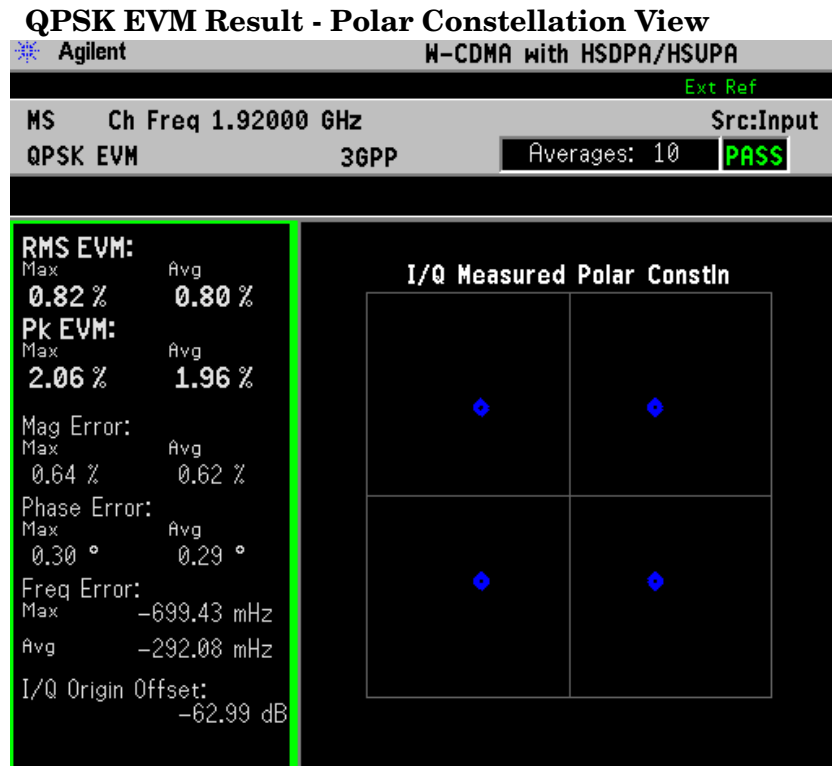 QPSK EVM Result - Polar Constellation View
Agilent W-CDMA with HSDPA/HSUPA
Ext Ref
MS Ch Freq 1.92000 GHz Src:Input
QPSK EVM 3GPP Averages: 10 PASS
RMS EVM:
Max Avg
0.82 % 0.80 %
Pk EVM:
Max Avg
2.06 % 1.96 %
Mag Error:
Max Avg
0.64 % 0.62 %
Phase Error:
Max Avg
0.30 ° 0.29 °
Freq Error:
Max -699.43 mHz
Avg -292.08 mHz
I/Q Origin Offset:
-62.99 dB
I/Q Measured Polar Constln